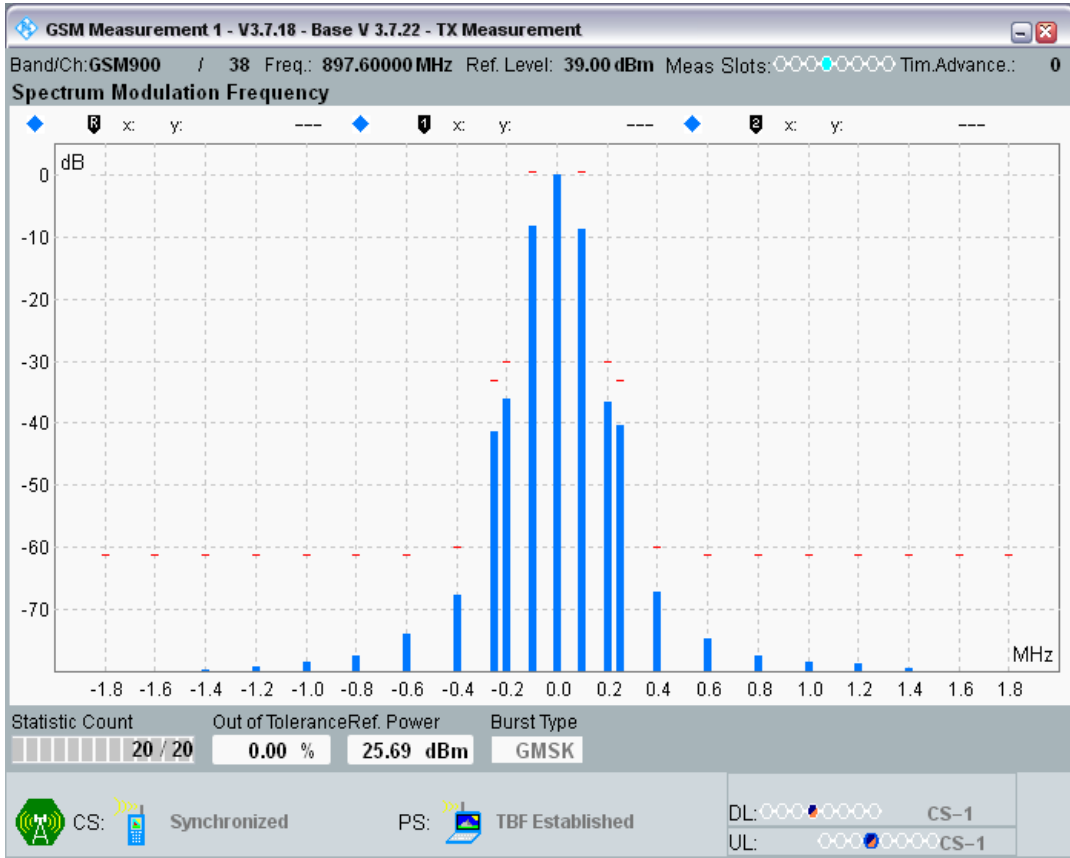 GSM Measurement 1 - V3.7.18 - Base V 3.7.22 - TX Measurement
Band/Ch:GSM900 / 38 Freq.: 897.60000 MHz Ref. Level: 39.00 dBm Meas Slots: Tim.Advance.: 0
Spectrum Modulation Frequency
R x: y: --- 1 x: y: --- 2 x: y: ---
dB
0
-10
-20
-30
-40
-50
-60
-70
MHz
-1.8 -1.6 -1.4 -1.2 -1.0 -0.8 -0.6 -0.4 -0.2 0.0 0.2 0.4 0.6 0.8 1.0 1.2 1.4 1.6 1.8
Statistic Count Out of Tolerance Ref. Power Burst Type
20 / 20 0.00 % 25.69 dBm GMSK
CS: Synchronized PS: TBF Established
DL: CS-1
UL: CS-1